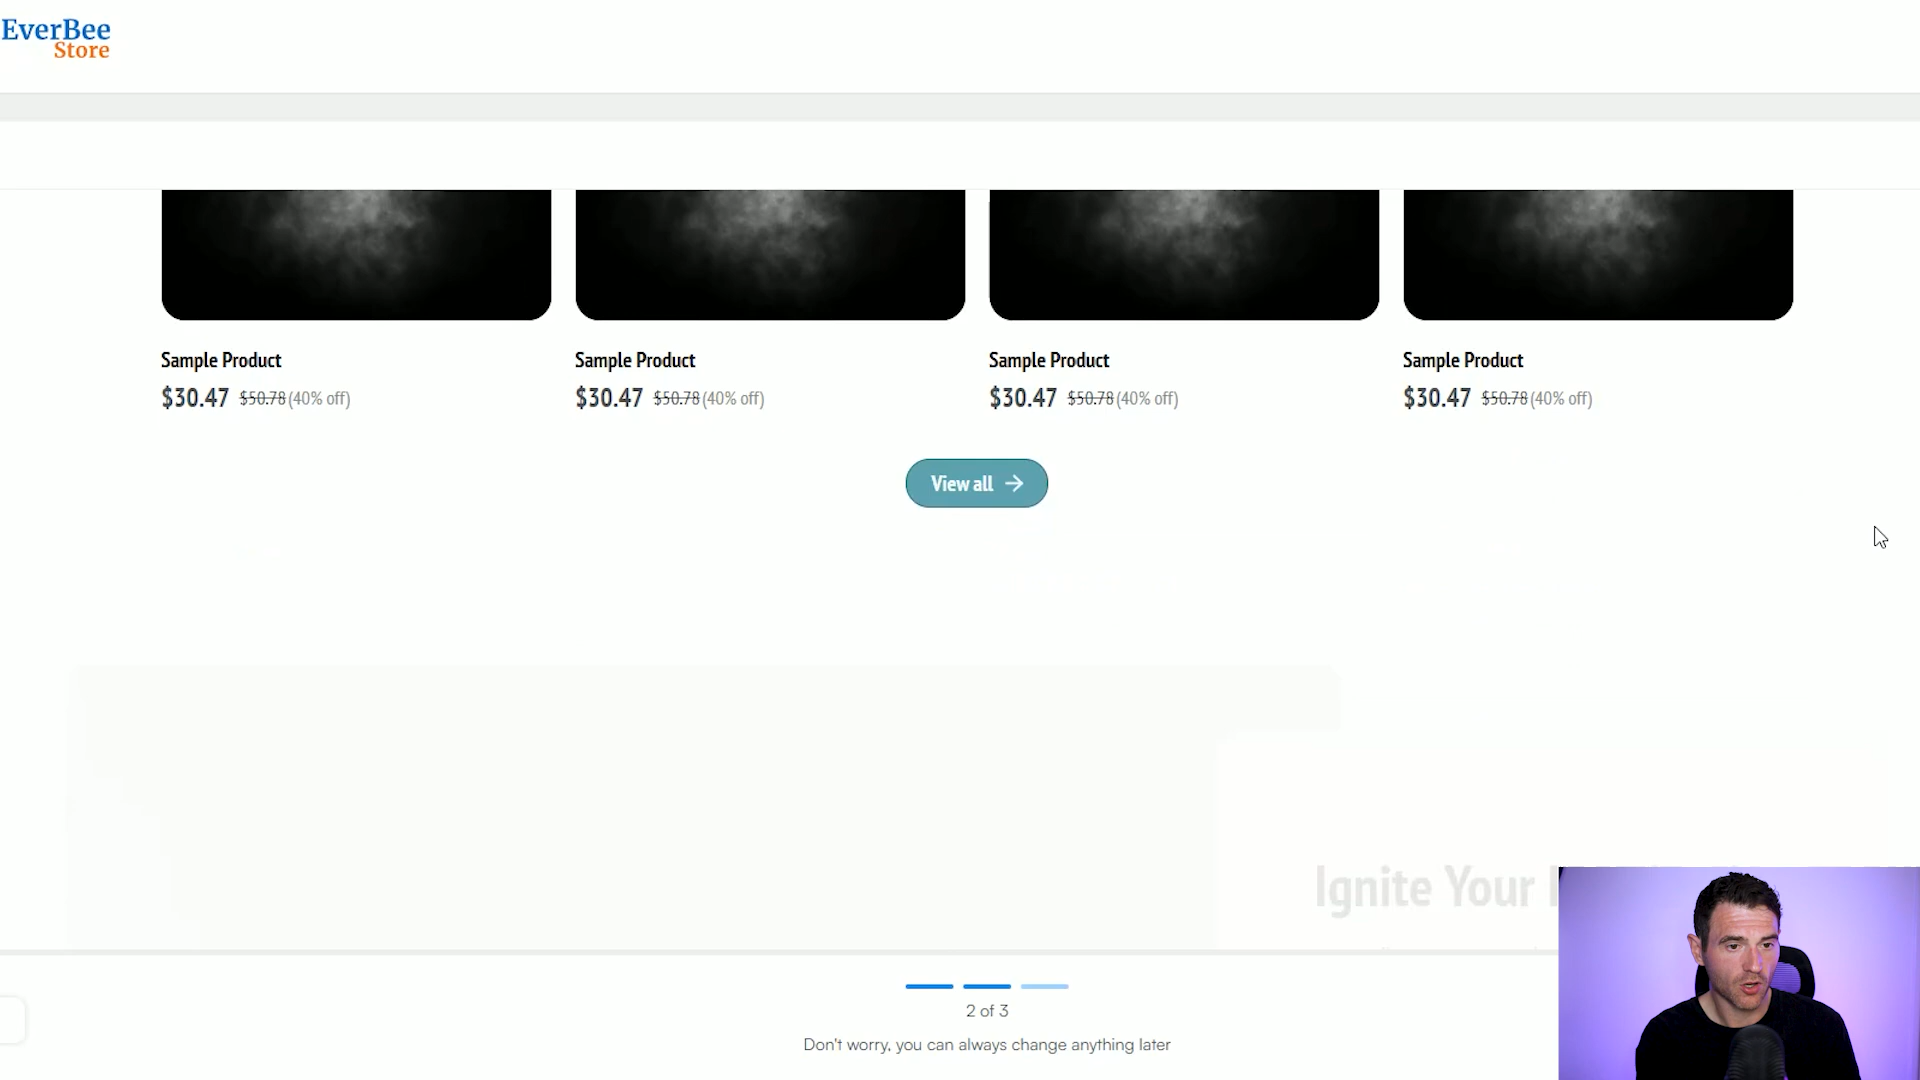 EverBee
Store
Sample Product
$30.47 $50.78 (40% off)
Sample Product
$30.47 $50.78 (40% off)
Sample Product
$30.47 $50.78 (40% off)
Sample Product
$30.47 $50.78 (40% off)
View all
Ignite Your
2 of 3
Don't worry, you can always change anything later